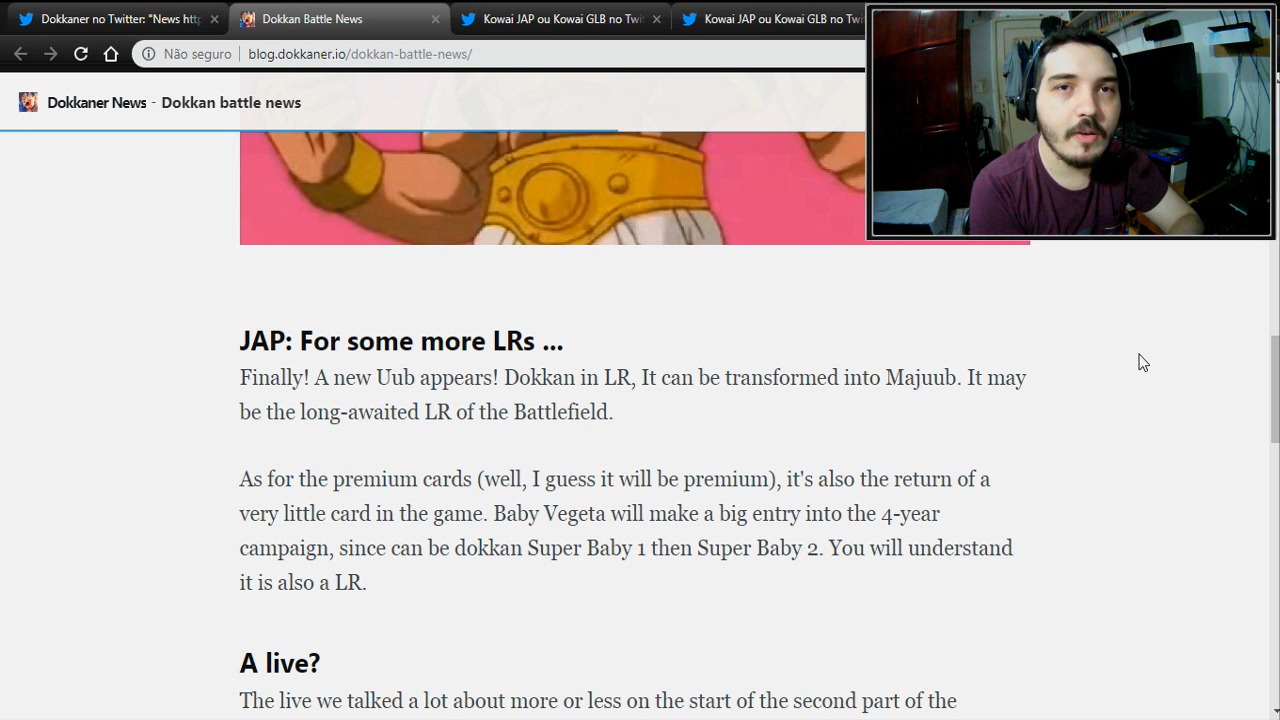 Dokkaner no Twitter: "News http
Dokkan Battle News
Kowai JAP ou Kowai GLB no Twi
Kowai JAP ou Kowai GLB no Twi
Não seguro
blog.dokkaner.io/dokkan-battle-news/
Dokkaner News - Dokkan battle news
JAP: For some more LRs ...
Finally! A new Uub appears! Dokkan in LR, It can be transformed into Majuub. It may
be the long-awaited LR of the Battlefield.
As for the premium cards (well, I guess it will be premium), it's also the return of a
very little card in the game. Baby Vegeta will make a big entry into the 4-year
campaign, since can be dokkan Super Baby 1 then Super Baby 2. You will understand
it is also a LR.
A live?
The live we talked a lot about more or less on the start of the second part of the